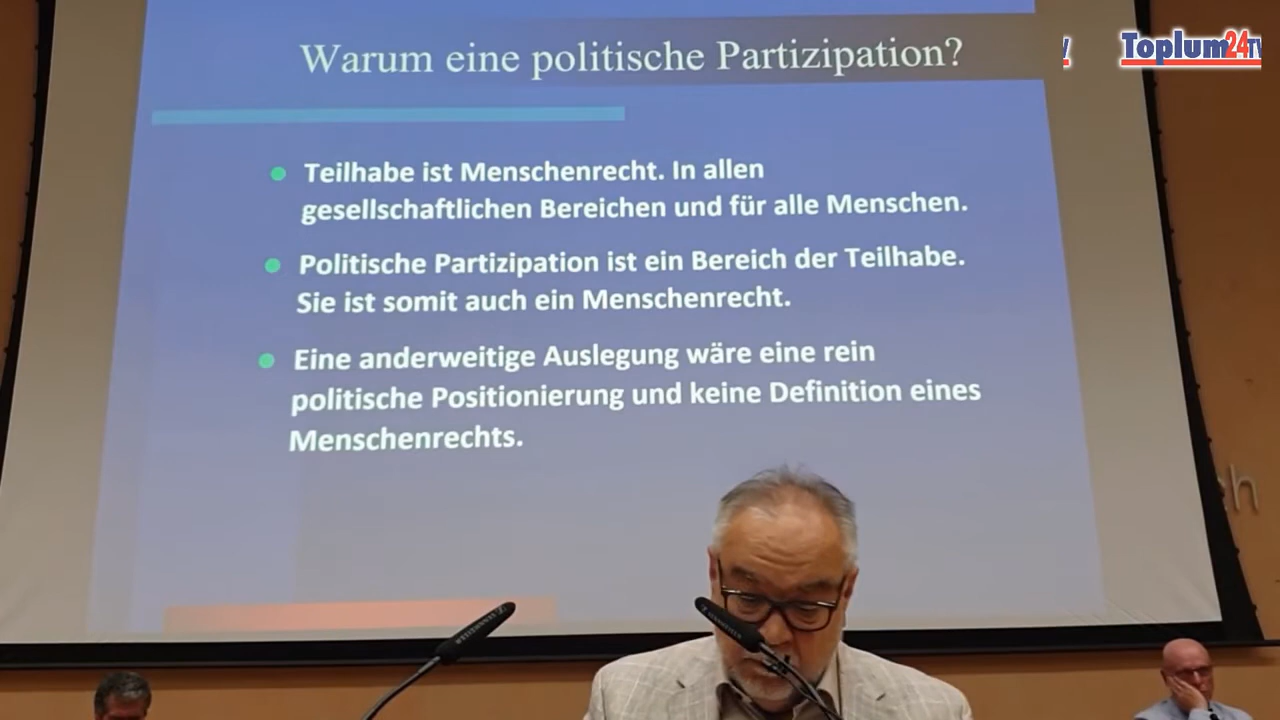 Warum eine politische Partizipation?
Toplum24TV
Teilhabe ist Menschenrecht. In allen
gesellschaftlichen Bereichen und für alle Menschen.
Politische Partizipation ist ein Bereich der Teilhabe.
Sie ist somit auch ein Menschenrecht.
Eine anderweitige Auslegung wäre eine rein
politische Positionierung und keine Definition eines
Menschenrechts.
SENNHEISER
SENNHEISER